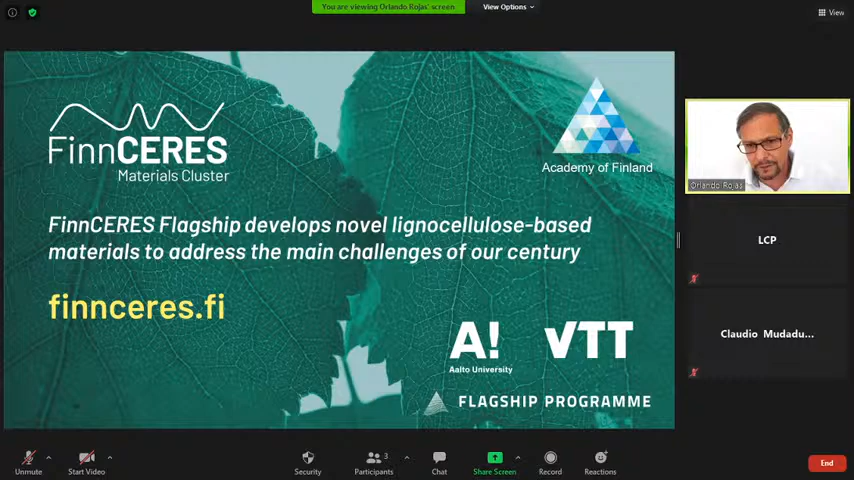 You are viewing Orlando Rojas' screen
View Options
View
FinnCERES
Materials Cluster
Academy of Finland
FinnCERES Flagship develops novel lignocellulose-based
materials to address the main challenges of our century
finnceres.fi
A!
Aalto University
VTT
FLAGSHIP PROGRAMME
Orlando Rojas
LCP
Claudio Mudadu...
Unmute
Start Video
Security
Participants
3
Chat
Share Screen
Record
Reactions
End